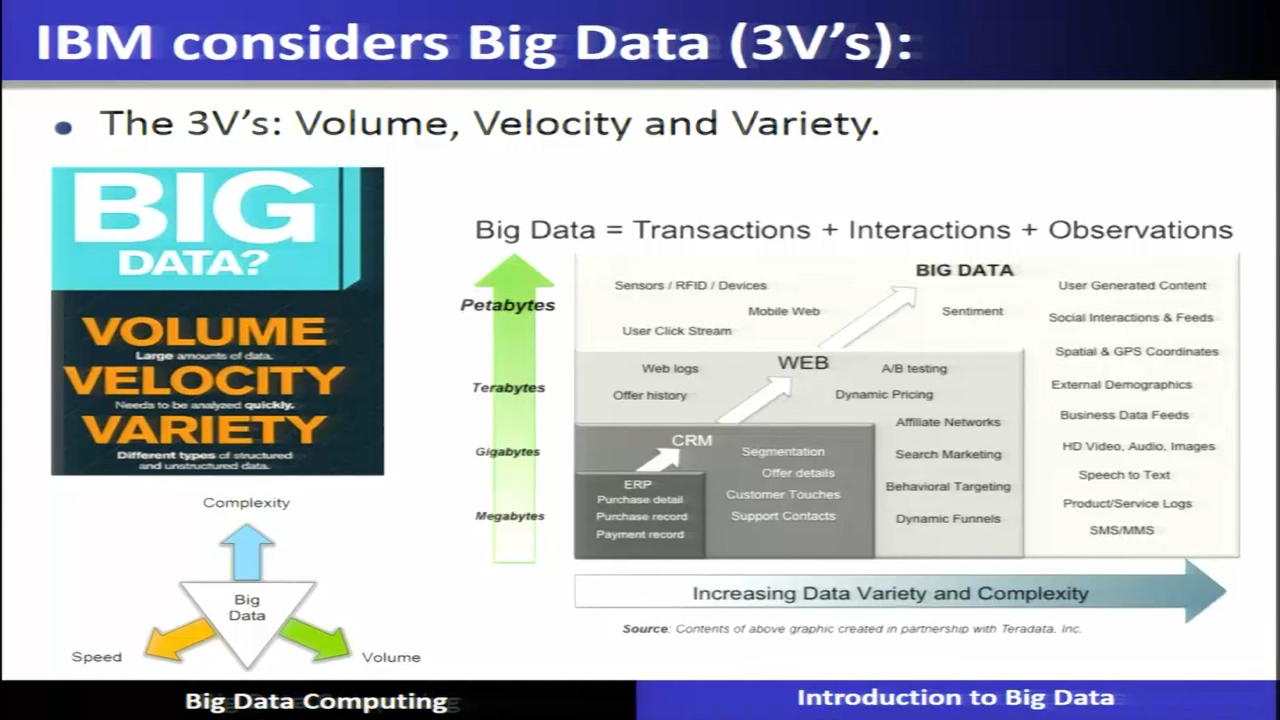 IBM considers Big Data (3V's):
• The 3V's: Volume, Velocity and Variety.
BIG
DATA?
VOLUME
Large amounts of data.
VELOCITY
Needs to be analyzed quickly.
VARIETY
Different types of structured
and unstructured data.
Complexity
Big
Data
Speed
Volume
Big Data = Transactions + Interactions + Observations
Petabytes
Terabytes
Gigabytes
Megabytes
BIG DATA
Sensors / RFID / Devices
Mobile Web
User Click Stream
Sentiment
User Generated Content
Social Interactions & Feeds
Spatial & GPS Coordinates
External Demographics
Business Data Feeds
HD Video, Audio, Images
Speech to Text
Product/Service Logs
SMS/MMS
WEB
Web logs
Offer history
A/B testing
Dynamic Pricing
Affiliate Networks
Search Marketing
Behavioral Targeting
Dynamic Funnels
CRM
Segmentation
Offer details
Customer Touches
Support Contacts
ERP
Purchase detail
Purchase record
Payment record
Increasing Data Variety and Complexity
Source: Contents of above graphic created in partnership with Teradata, Inc.
Big Data Computing
Introduction to Big Data